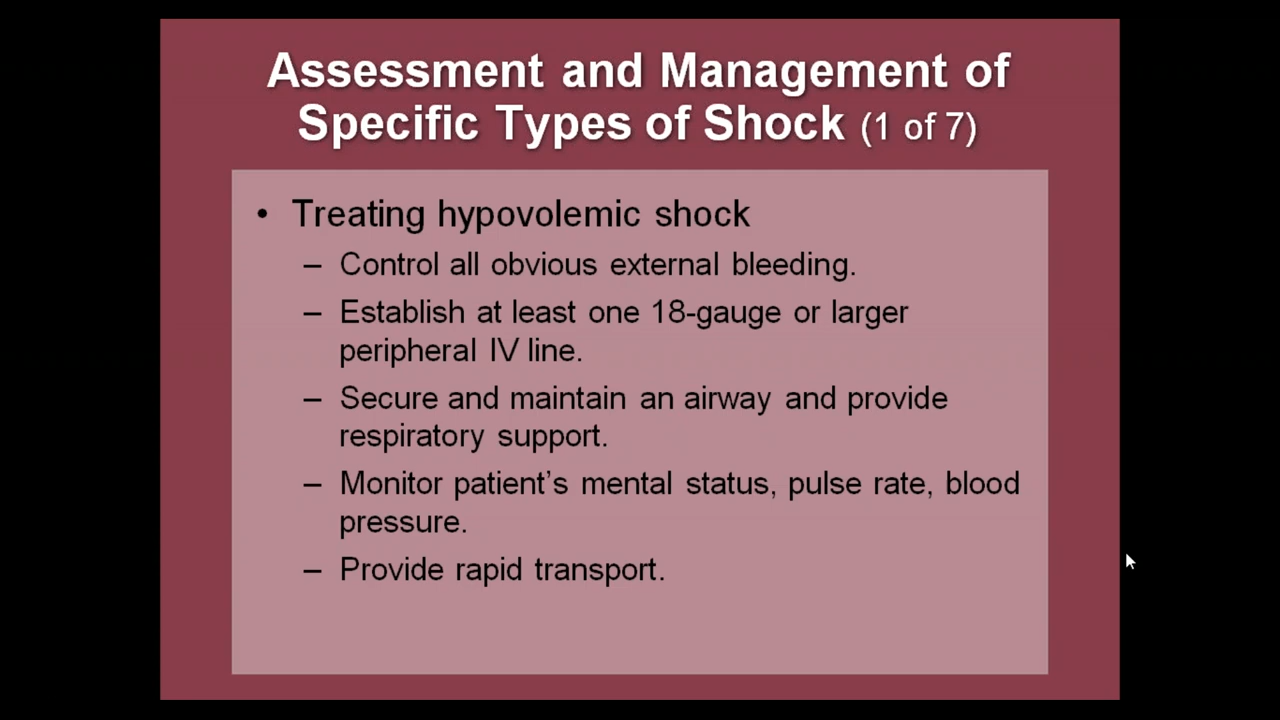 Assessment and Management of
Specific Types of Shock (1 of 7)
• Treating hypovolemic shock
– Control all obvious external bleeding.
– Establish at least one 18-gauge or larger
peripheral IV line.
– Secure and maintain an airway and provide
respiratory support.
– Monitor patient’s mental status, pulse rate, blood
pressure.
– Provide rapid transport.